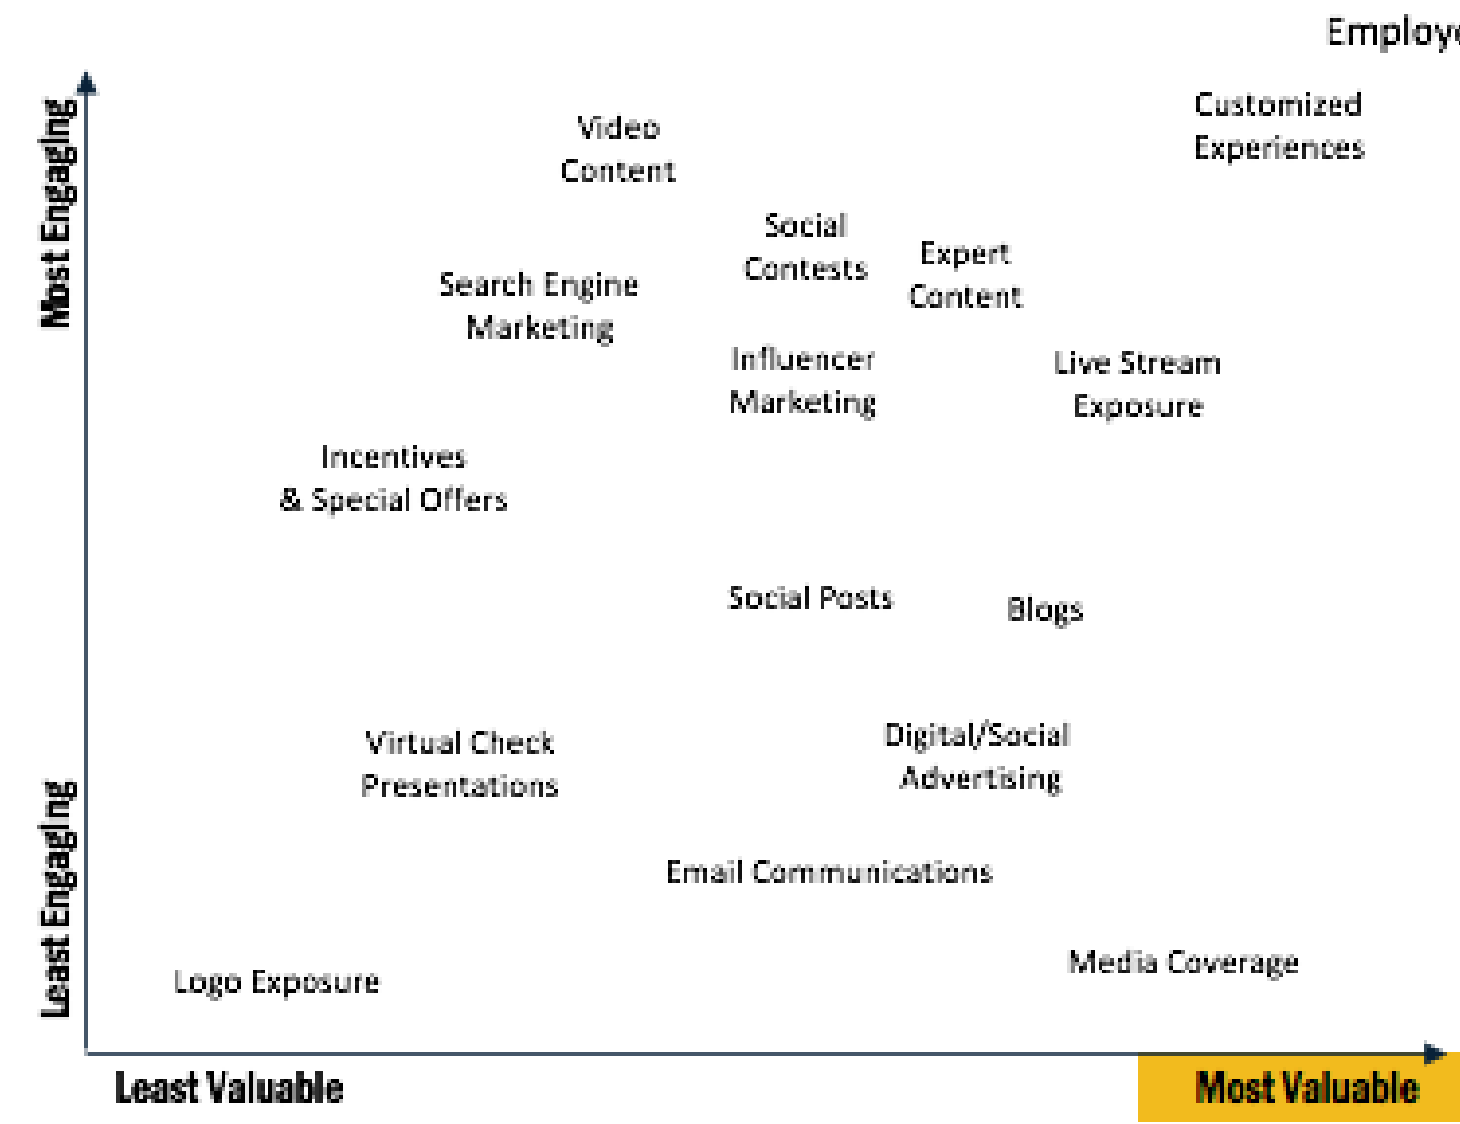 Employe
Customized
Experiences
Video
Content
Social
Contests
Expert
Content
Search Engine
Marketing
Influencer
Marketing
Live Stream
Exposure
Incentives
& Special Offers
Social Posts
Blogs
Virtual Check
Presentations
Digital/Social
Advertising
Email Communications
Media Coverage
Logo Exposure
Most Engaging
Least Engaging
Least Valuable
Most Valuable